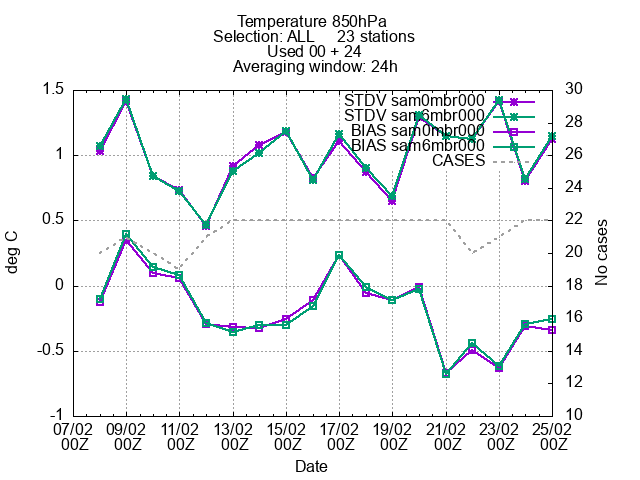 Temperature 850hPa
Selection: ALL 23 stations
Used 00 + 24
Averaging window: 24h
STDV sam0mbr000
STDV sam6mbr000
BIAS sam0mbr000
BIAS sam6mbr000
CASES
1.5
1
0.5
0
-0.5
-1
deg C
30
28
26
24
22
20
18
16
14
12
10
No cases
07/02 09/02 11/02 13/02 15/02 17/02 19/02 21/02 23/02 25/02
00Z 00Z 00Z 00Z 00Z 00Z 00Z 00Z 00Z 00Z
Date